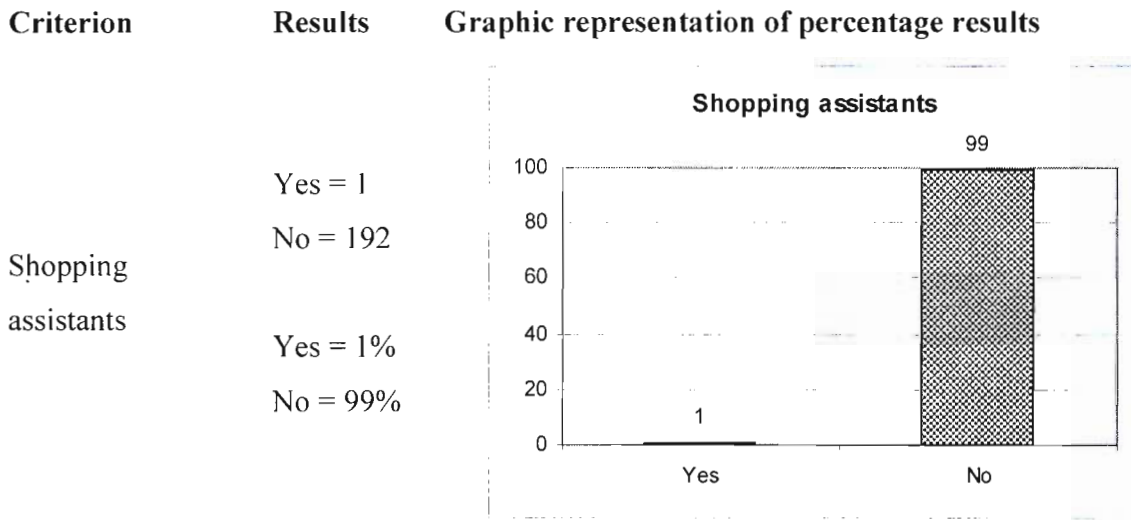 Criterion Results Graphic representation of percentage results
Shopping
assistants
Yes = 1
No = 192
Yes = 1%
No = 99%
Shopping assistants
99
100
80
60
40
20
0
1
Yes No